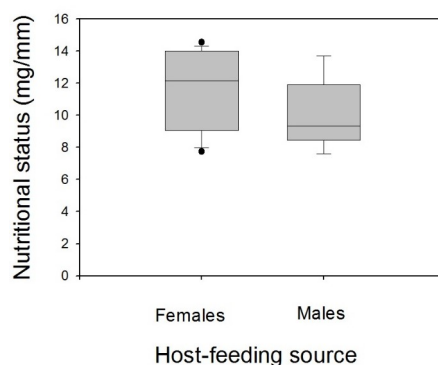 Nutritional status (mg/mm)
16
14
12
10
8
6
4
2
0
Females
Males
Host-feeding source